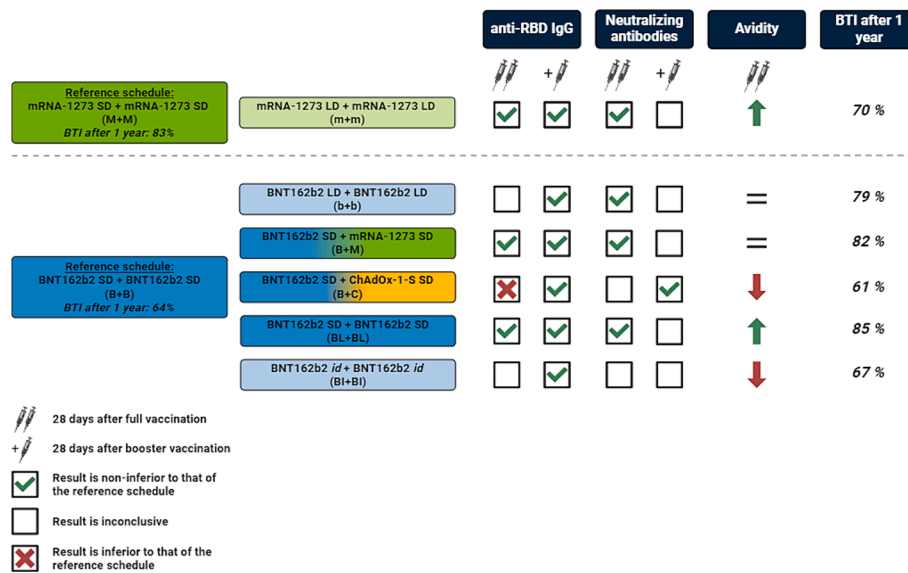 anti-RBD IgG
Neutralizing
antibodies
Avidity
BTI after 1
year
+
+
Reference schedule:
mRNA-1273 SD + mRNA-1273 SD
(M+M)
BTI after 1 year: 83%
mRNA-1273 LD + mRNA-1273 LD
(m+m)
70 %
Reference schedule:
BNT162b2 SD + BNT162b2 SD
(B+B)
BTI after 1 year: 64%
BNT162b2 LD + BNT162b2 LD
(b+b)
=
79 %
BNT162b2 SD + mRNA-1273 SD
(B+M)
=
82 %
BNT162b2 SD + ChAdOx-1-S SD
(B+C)
61 %
BNT162b2 SD + BNT162b2 SD
(BL+BL)
85 %
BNT162b2 id + BNT162b2 id
(BI+BI)
67 %
28 days after full vaccination
+
28 days after booster vaccination
Result is non-inferior to that of
the reference schedule
Result is inconclusive
Result is inferior to that of the
reference schedule